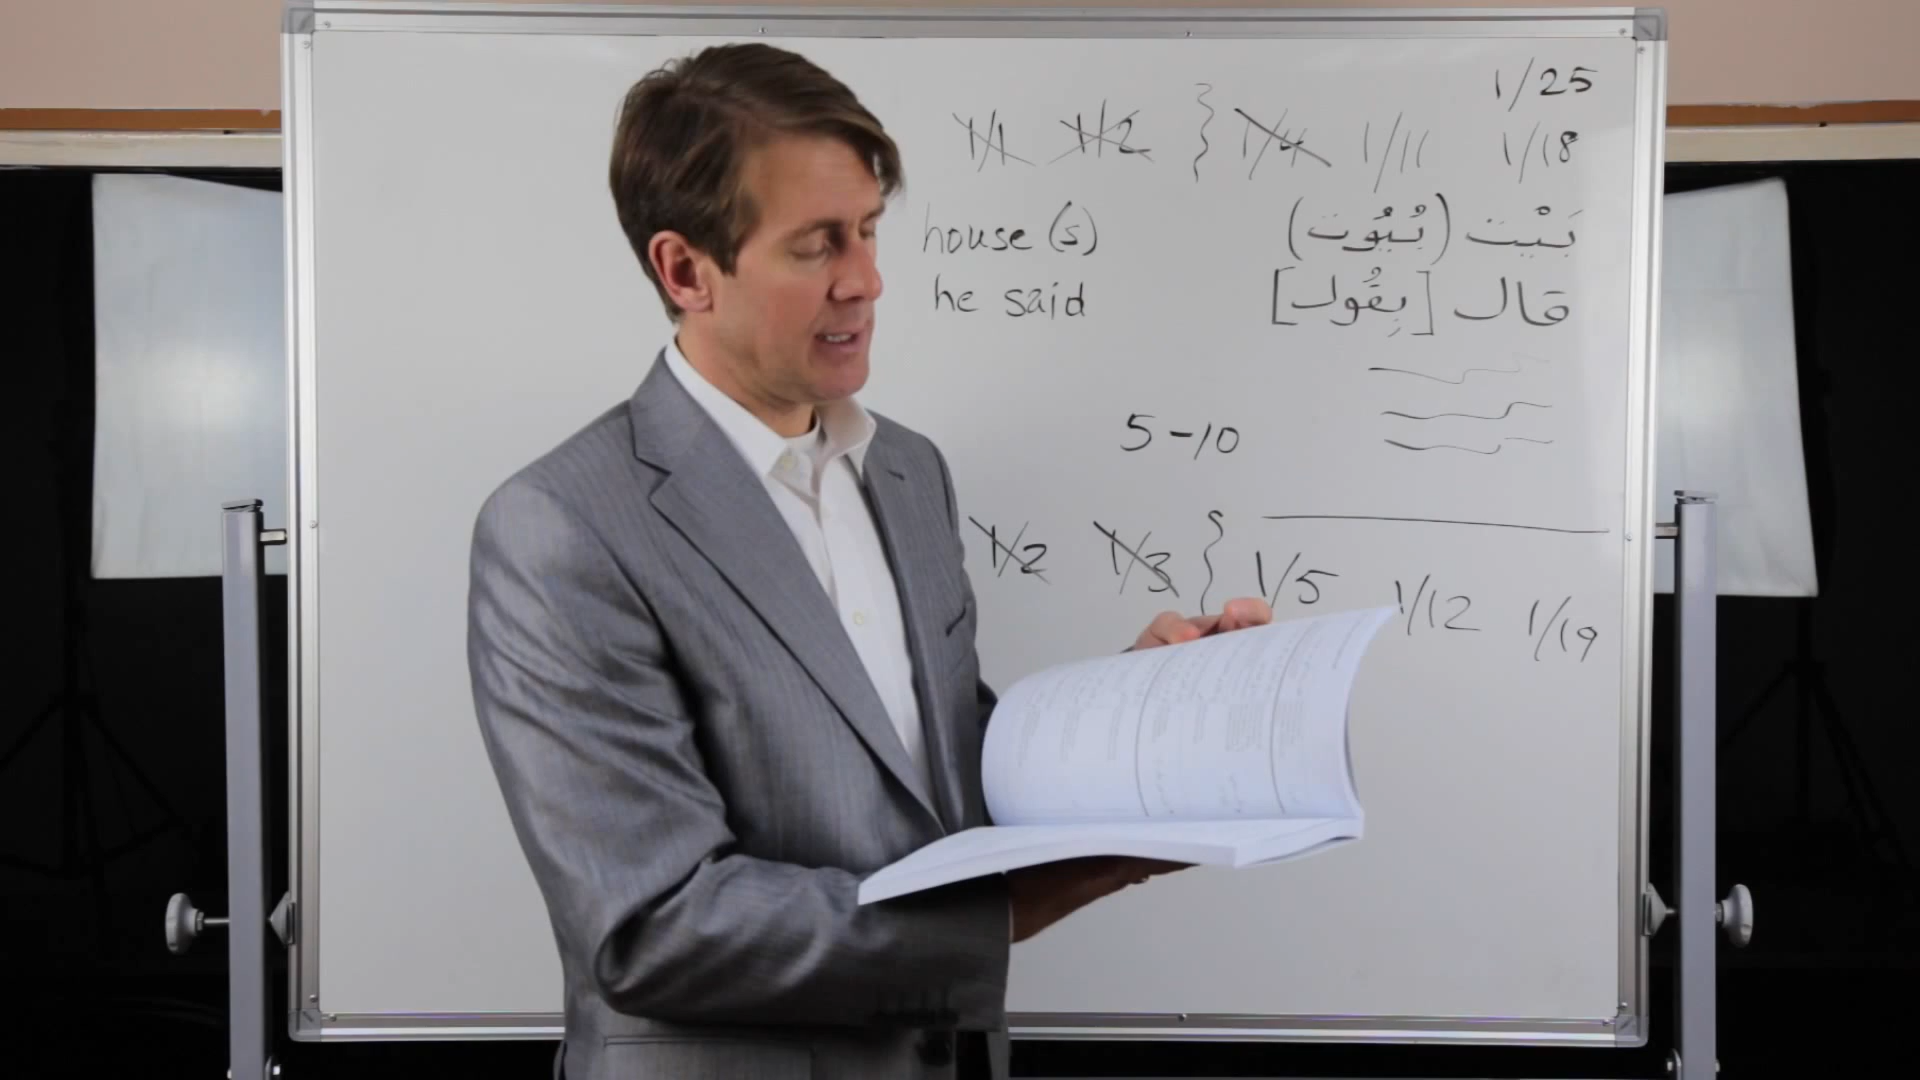 1/25
1/1 1/2 } 1/4 1/11 1/18
house (s) بَيْت (بُيُوت)
he said قال [يِقُول]
5-10
1/2 1/3 } 1/5 1/12 1/19